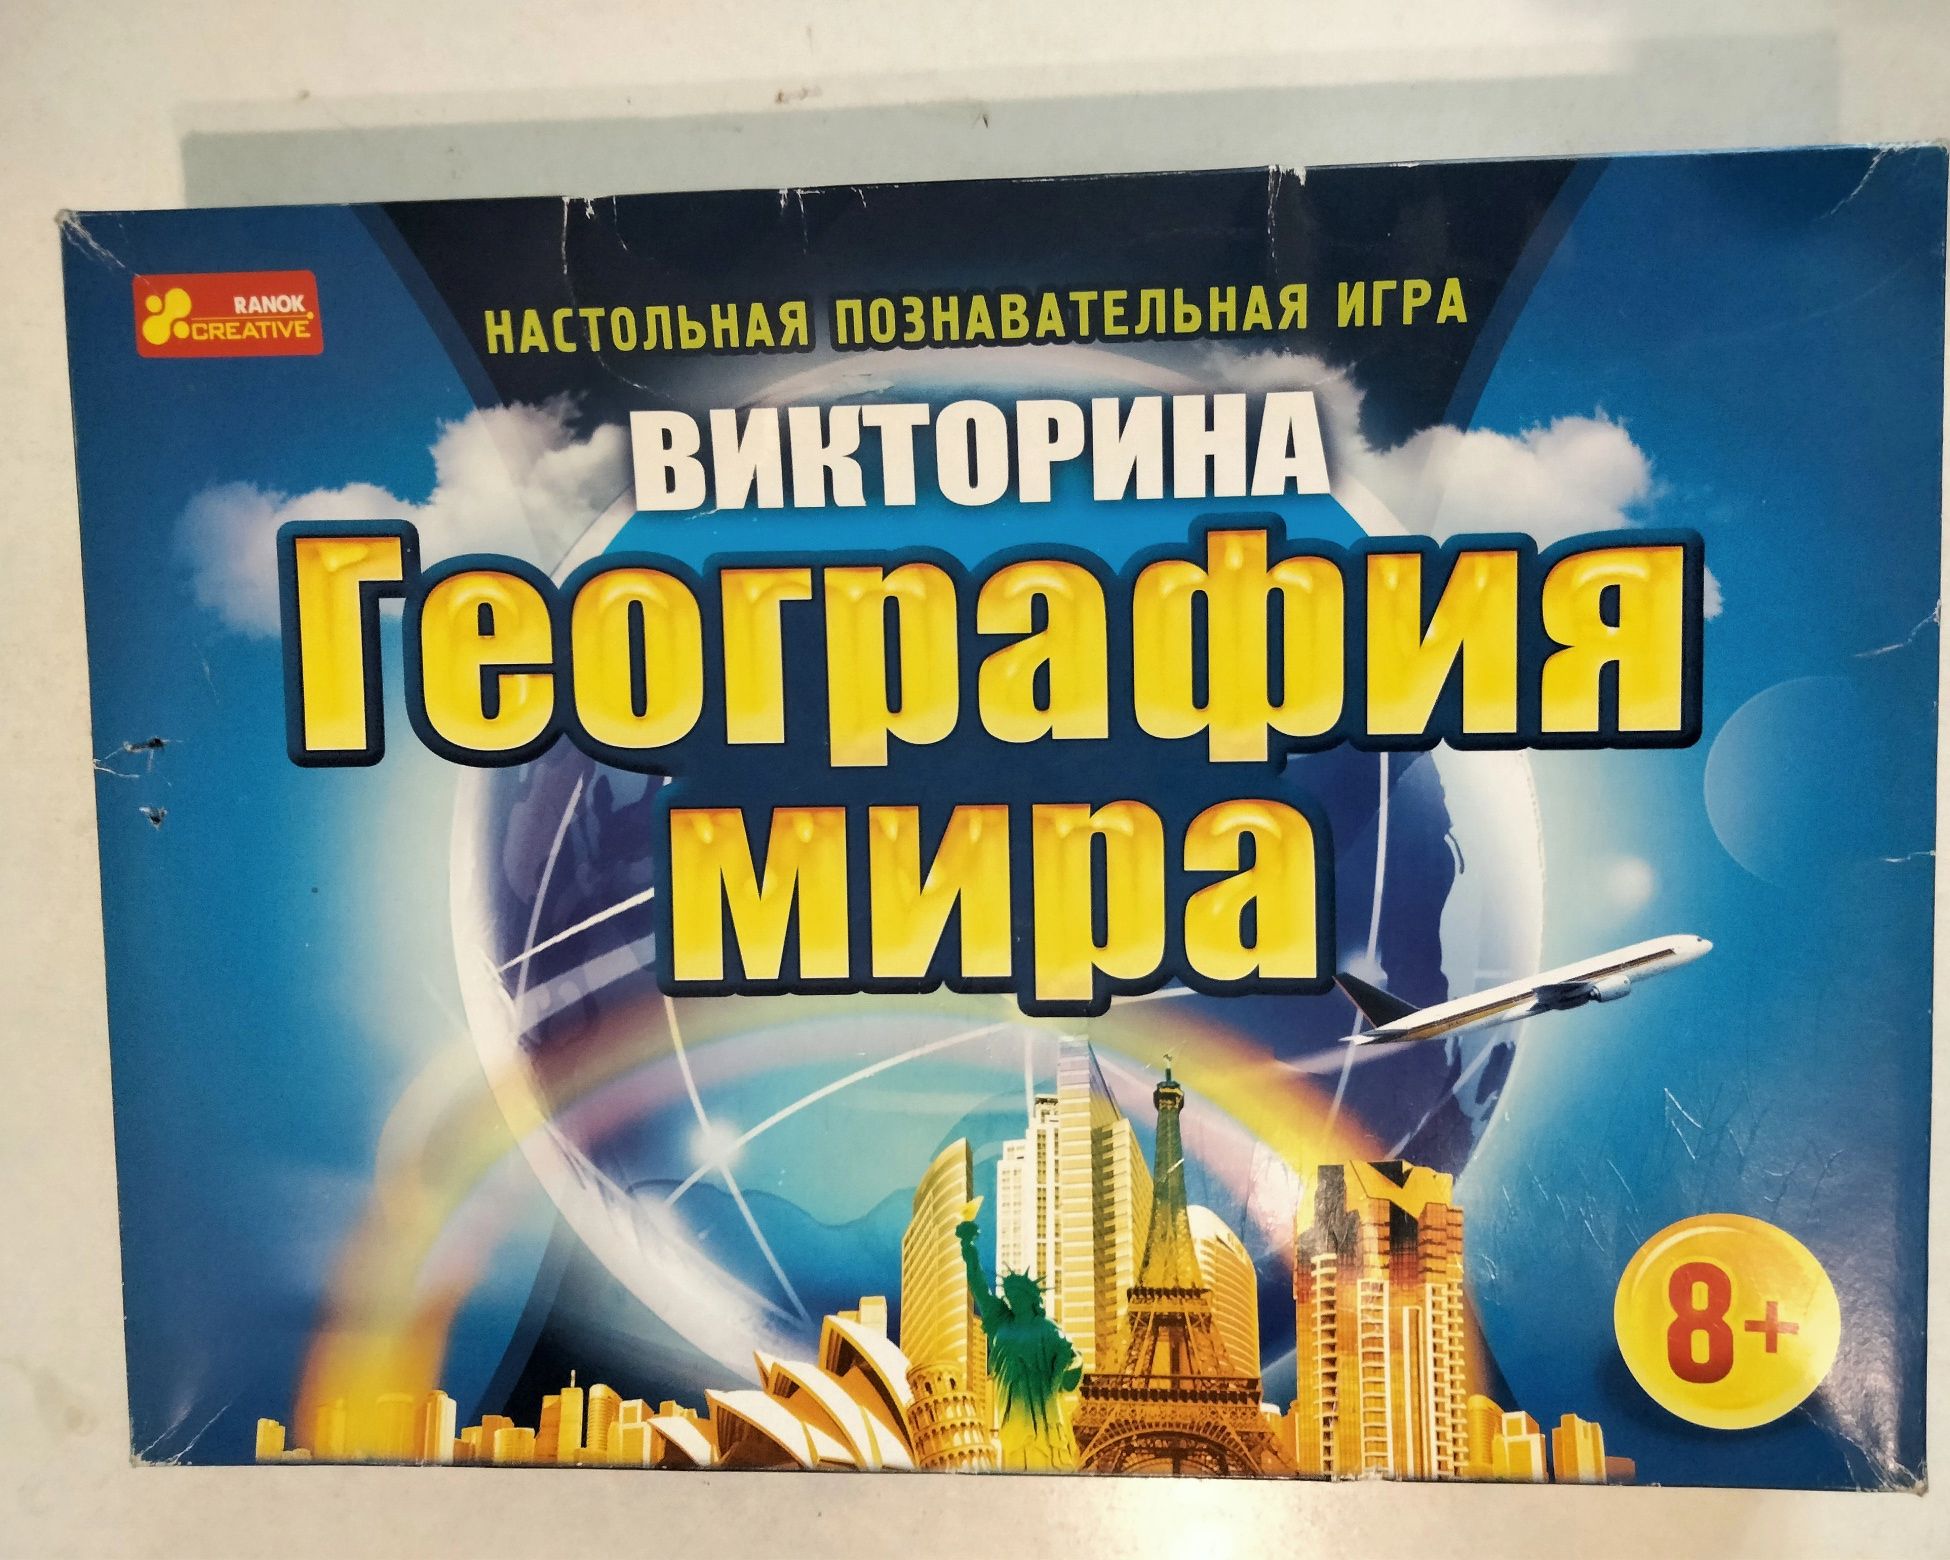 RANOK
CREATIVE
НАСТОЛЬНАЯ ПОЗНАВАТЕЛЬНАЯ ИГРА
ВИКТОРИНА
География
мира
8+